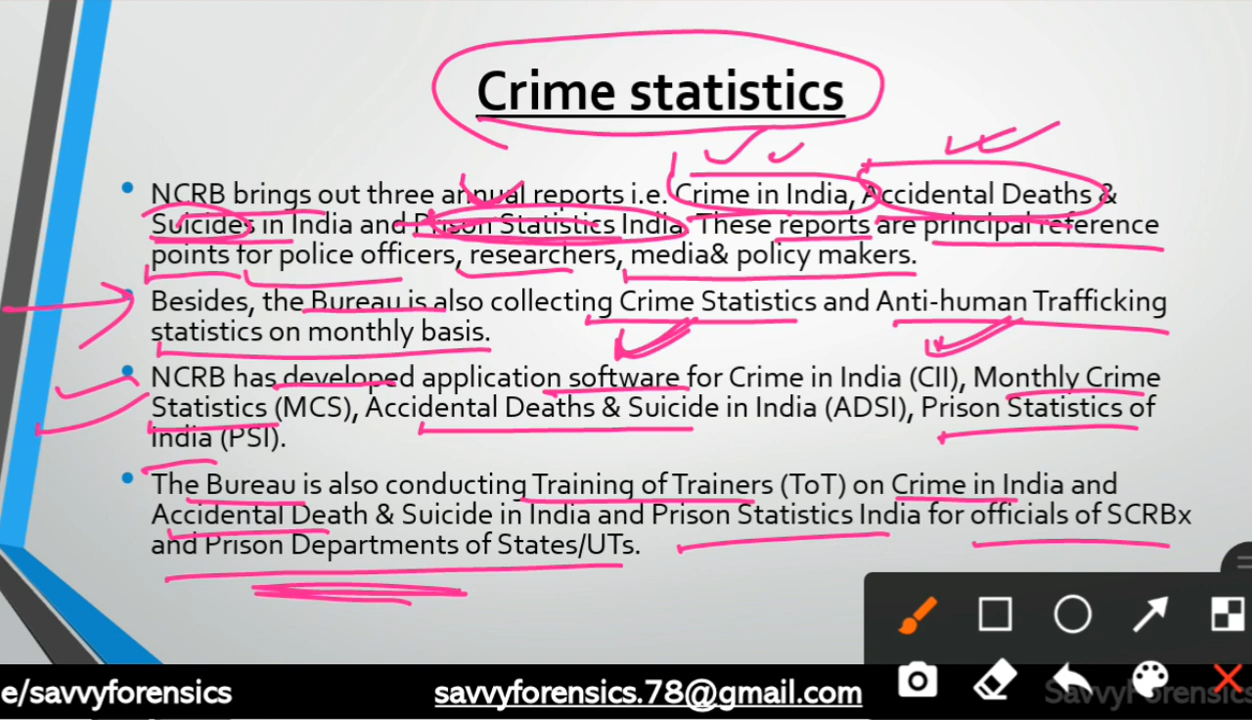 Crime statistics
NCRB brings out three annual reports i.e. Crime in India, Accidental Deaths &
Suicides in India and Prison Statistics India. These reports are principal reference
points for police officers, researchers, media& policy makers.
Besides, the Bureau is also collecting Crime Statistics and Anti-human Trafficking
statistics on monthly basis.
NCRB has developed application software for Crime in India (CII), Monthly Crime
Statistics (MCS), Accidental Deaths & Suicide in India (ADSI), Prison Statistics of
India (PSI).
The Bureau is also conducting Training of Trainers (ToT) on Crime in India and
Accidental Death & Suicide in India and Prison Statistics India for officials of SCRBx
and Prison Departments of States/UTs.
e/savvyforensics savvyforensics.78@gmail.com SavvyForensics